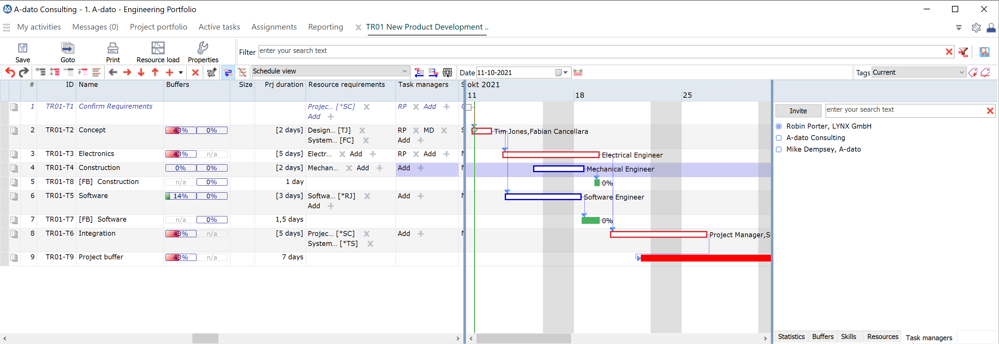 A-dato Consulting - 1. A-dato - Engineering Portfolio
My activities Messages (0) Project portfolio Active tasks Assignments Reporting TR01 New Product Development ..
Save Goto Print Resource load Properties Filter enter your search text
Design Devel Devel Schedule view Date 11-10-2021 Tags Current
# ID Name Buffers Size Prj duration Resource requirements Task managers S okt 2021
11 18 25
1 TR01-T1 Confirm Requirements Projec... [*SC] RP Add
Add
2 TR01-T2 Concept 43% 0% [2 days] Design... [TJ] RP MD S Tim Jones,Fabian Cancellara
System... [FC] Add
3 TR01-T3 Electronics 43% n/a [5 days] Electr... Add RP Add Electrical Engineer
4 TR01-T4 Construction 0% 0% [2 days] Mechan... Add Add Mechanical Engineer
5 TR01-T8 [FB] Construction n/a 0% 1 day 0%
6 TR01-T5 Software 14% 0% [3 days] Softwa... [*RJ] Add Software Engineer
Add
7 TR01-T7 [FB] Software n/a 0% 1,5 days 0%
8 TR01-T6 Integration 43% n/a [5 days] Projec... [*SC] Add Project Manager,S
System... [*TS]
9 TR01-T9 Project buffer 43% n/a 7 days
Invite enter your search text
Robin Porter, LYNX GmbH
A-dato Consulting
Mike Dempsey, A-dato
Statistics Buffers Skills Resources Task managers